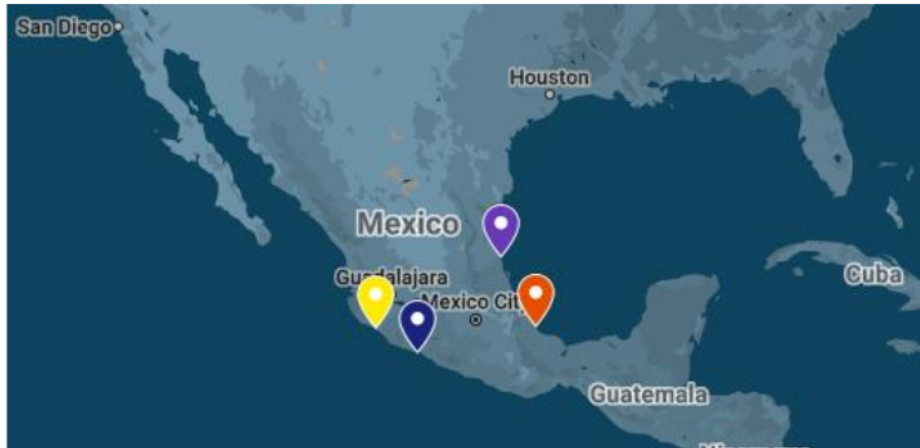 San Diego
Houston
Mexico
Guadalajara
Mexico City
Cuba
Guatemala